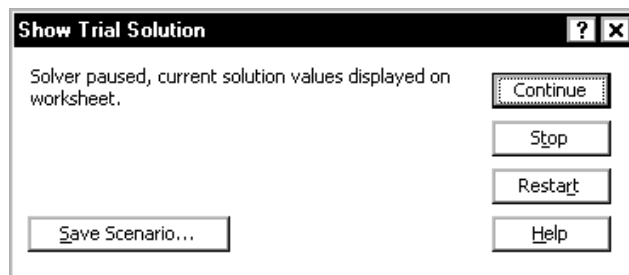 Show Trial Solution ? X
Solver paused, current solution values displayed on
worksheet.
Continue
Stop
Restart
Save Scenario...
Help